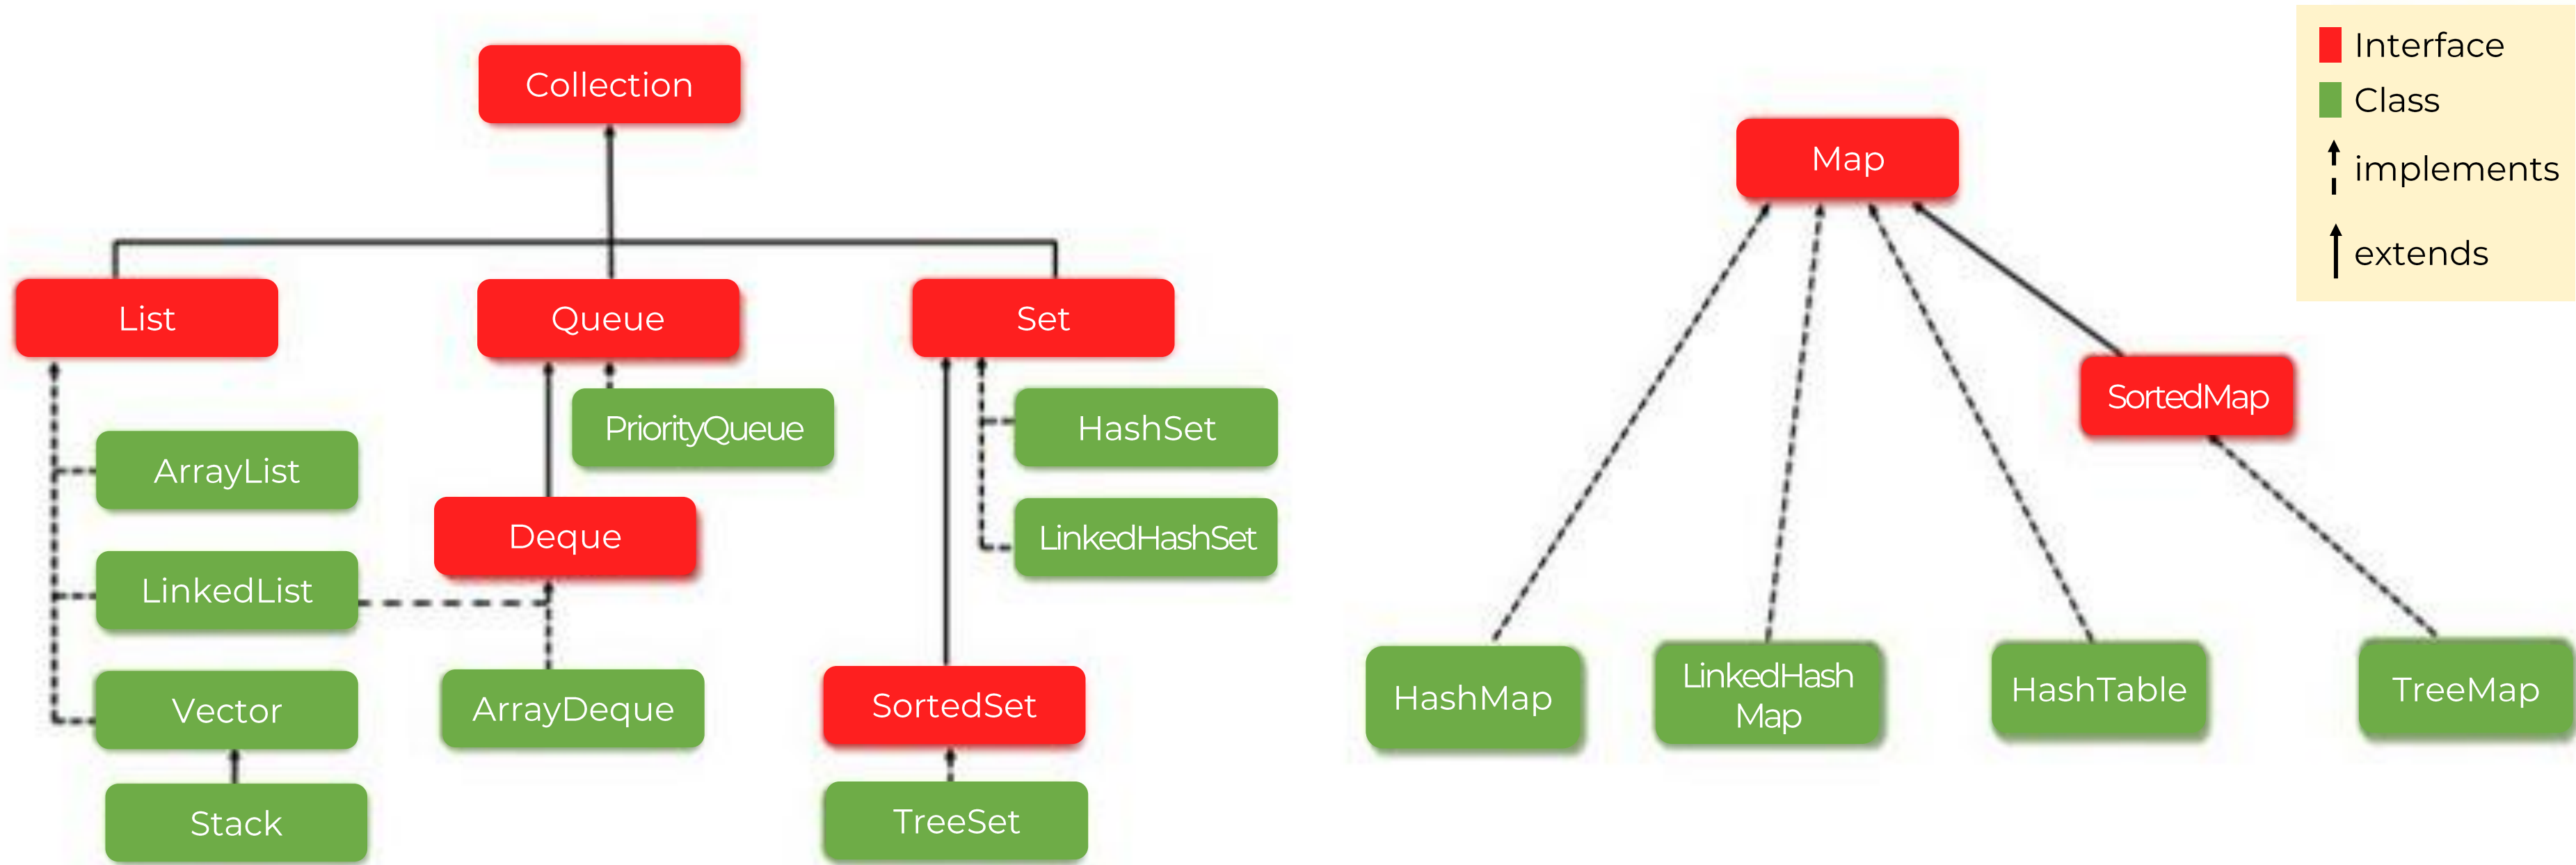 Collection
List
Queue
Set
PriorityQueue
HashSet
ArrayList
Deque
LinkedHashSet
LinkedList
Vector
ArrayDeque
SortedSet
Stack
TreeSet
Map
SortedMap
HashMap
LinkedHash
Map
HashTable
TreeMap
Interface
Class
implements
extends